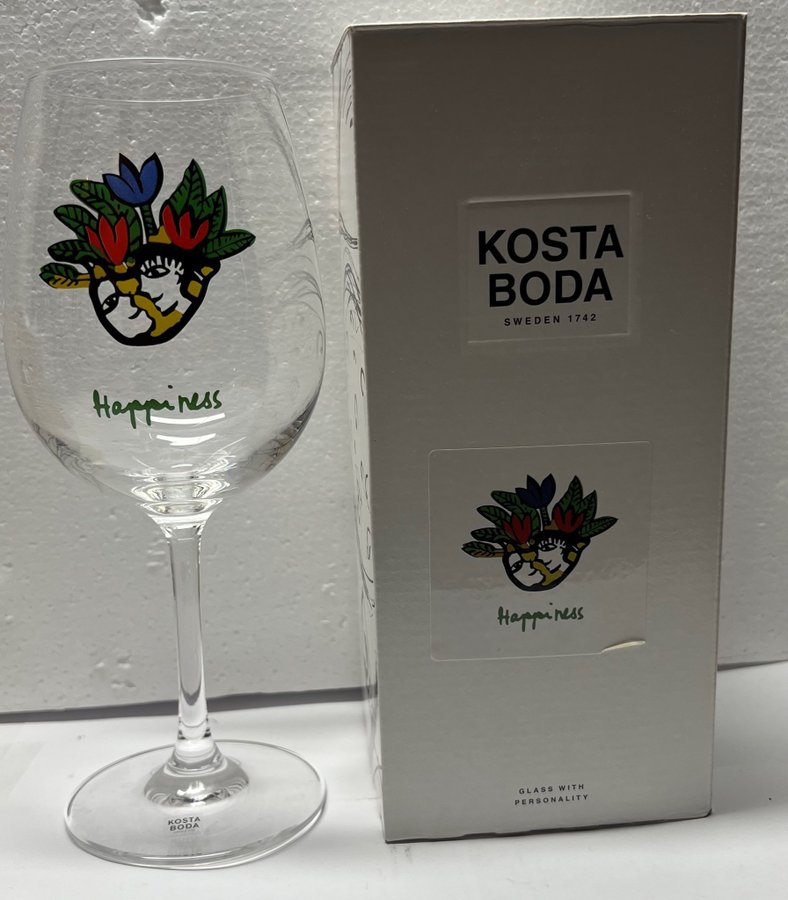 Happiness
KOSTA
BODA
KOSTA
BODA
SWEDEN 1742
Happiness
GLASS WITH
PERSONALITY